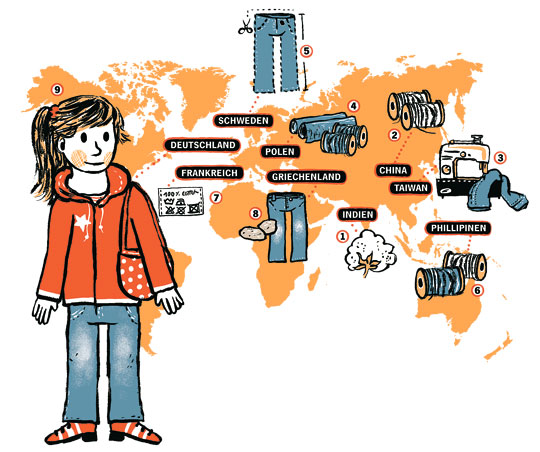 5
9
4
SCHWEDEN
2
DEUTSCHLAND
POLEN
3
FRANKREICH
GRIECHENLAND
CHINA
TAIWAN
100% COTTON
7
8
INDIEN
1
PHILLIPINEN
6